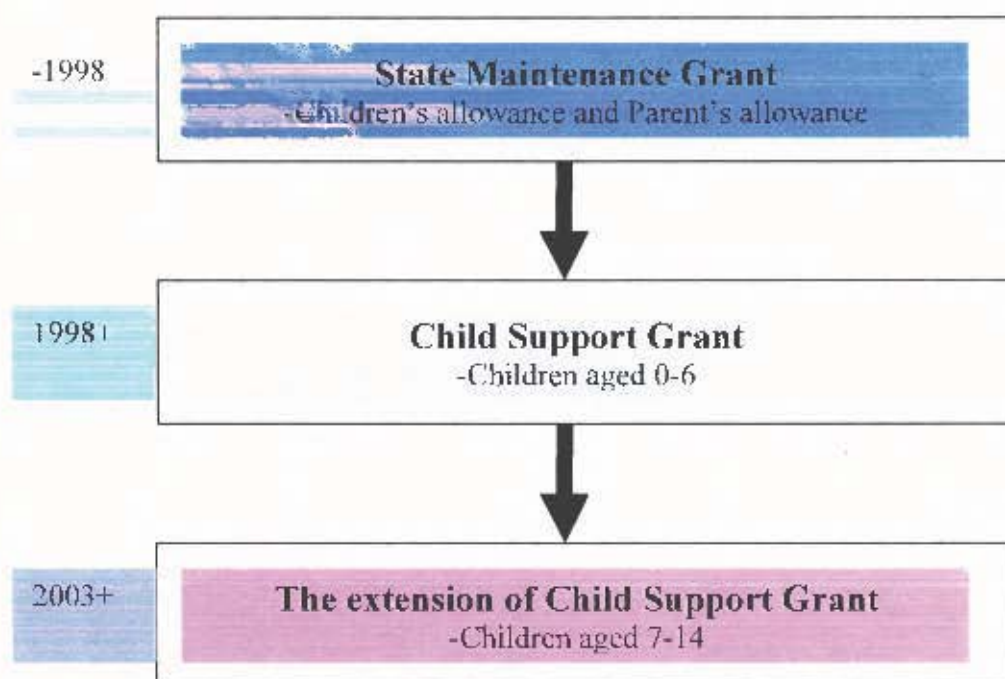 -1998
State Maintenance Grant
-Children's allowance and Parent's allowance
1998+
Child Support Grant
-Children aged 0-6
2003+
The extension of Child Support Grant
-Children aged 7-14